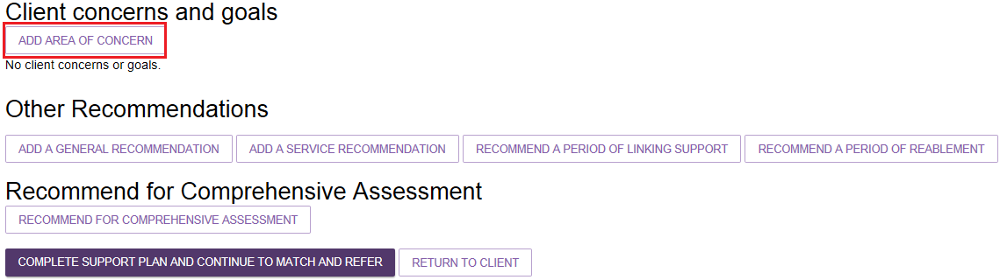 Client concerns and goals
ADD AREA OF CONCERN
No client concerns or goals.
Other Recommendations
ADD A GENERAL RECOMMENDATION ADD A SERVICE RECOMMENDATION RECOMMEND A PERIOD OF LINKING SUPPORT RECOMMEND A PERIOD OF REABLEMENT
Recommend for Comprehensive Assessment
RECOMMEND FOR COMPREHENSIVE ASSESSMENT
COMPLETE SUPPORT PLAN AND CONTINUE TO MATCH AND REFER RETURN TO CLIENT